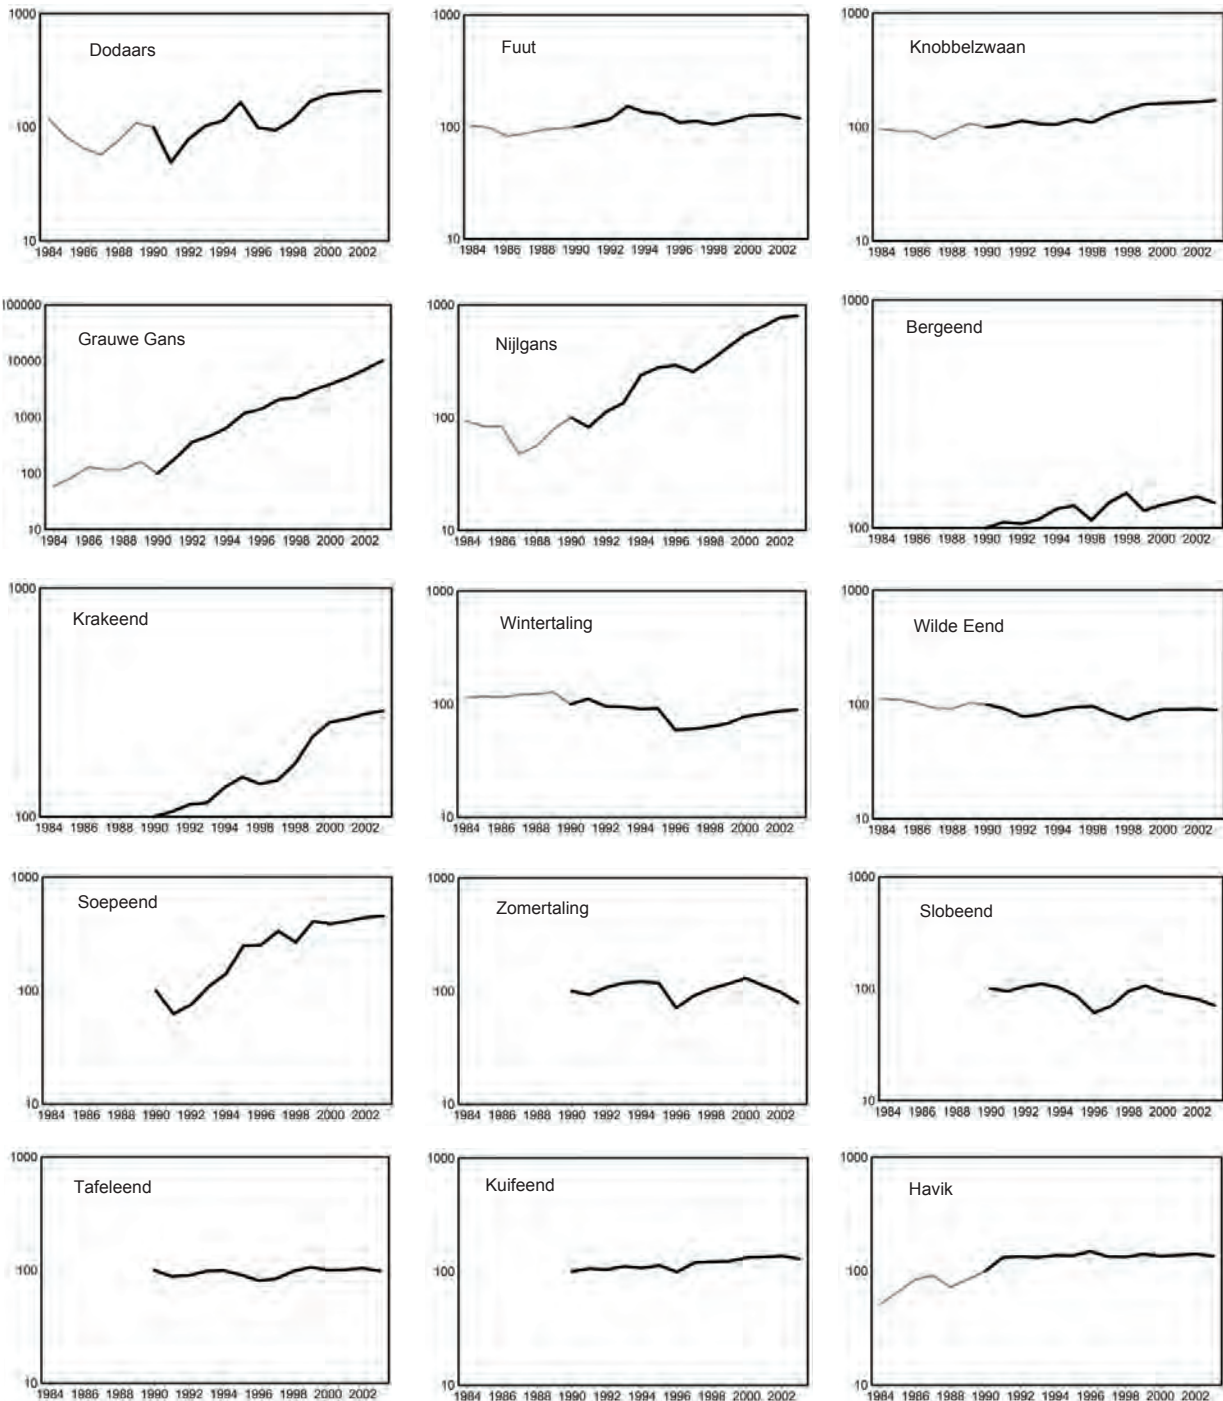 1000 1000 1000
Dodaars Fuut Knobbelzwaan
100 100 100
10 10 10
1984 1986 1988 1990 1992 1994 1996 1998 2000 2002 1984 1986 1988 1990 1992 1994 1996 1998 2000 2002 1984 1986 1988 1990 1992 1994 1996 1998 2000 2002
100000 1000 1000
Grauwe Gans Nijlgans Bergeend
10000
1000 100
100
10 10 100
1984 1986 1988 1990 1992 1994 1996 1998 2000 2002 1984 1986 1988 1990 1992 1994 1996 1998 2000 2002 1984 1986 1988 1990 1992 1994 1996 1998 2000 2002
1000 1000 1000
Krakeend Wintertaling Wilde Eend
100 100
100 10 10
1984 1986 1988 1990 1992 1994 1996 1998 2000 2002 1984 1986 1988 1990 1992 1994 1996 1998 2000 2002 1984 1986 1988 1990 1992 1994 1996 1998 2000 2002
1000 1000 1000
Soepeend Zomertaling Slobeend
100 100 100
10 10 10
1984 1986 1988 1990 1992 1994 1996 1998 2000 2002 1984 1986 1988 1990 1992 1994 1996 1998 2000 2002 1984 1986 1988 1990 1992 1994 1996 1998 2000 2002
1000 1000 1000
Tafeleend Kuifeend Havik
100 100 100
10 10 10
1984 1986 1988 1990 1992 1994 1996 1998 2000 2002 1984 1986 1988 1990 1992 1994 1996 1998 2000 2002 1984 1986 1988 1990 1992 1994 1996 1998 2000 2002